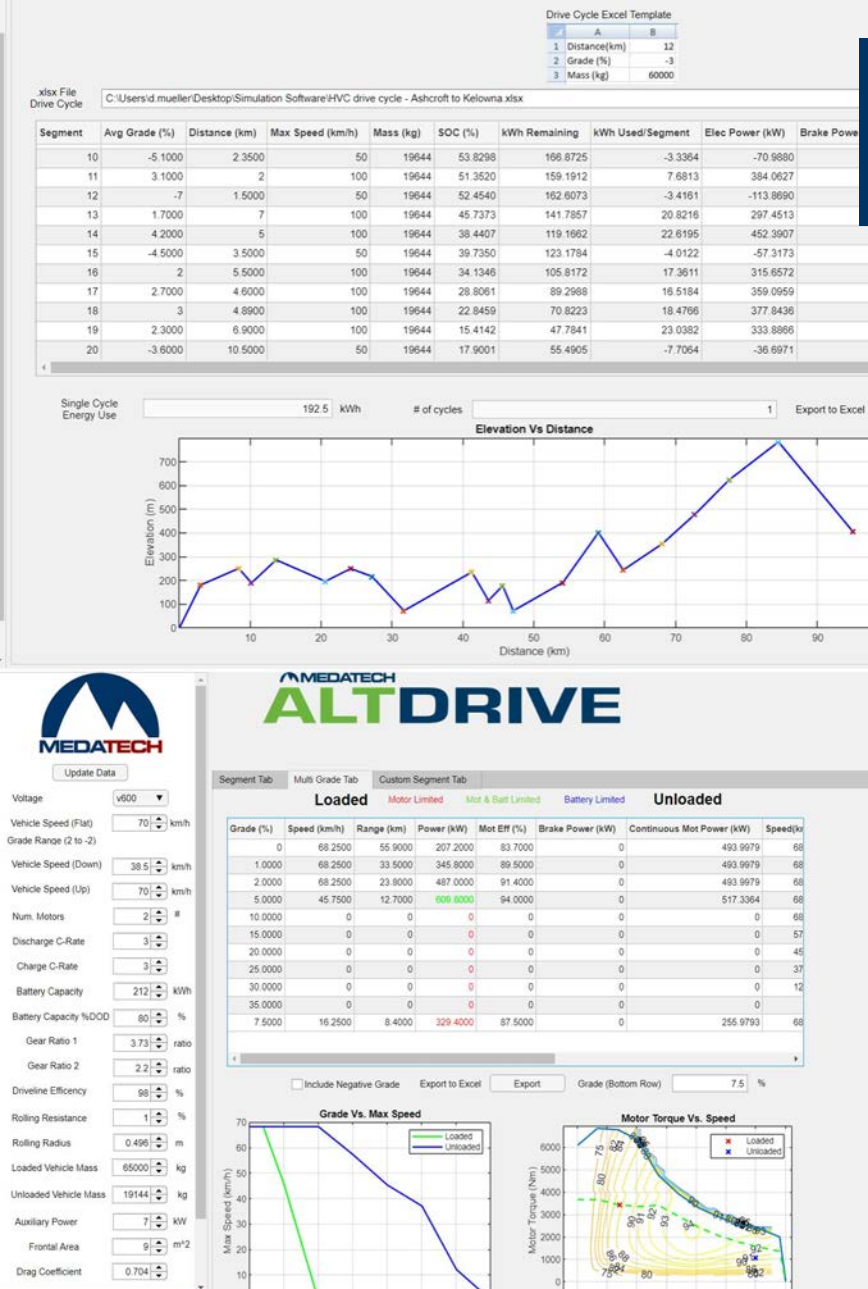 Drive Cycle Excel Template
A B
1 Distance(km) 12
2 Grade (%) -3
3 Mass (kg) 60000
.xlsx File
Drive Cycle
C:\Users\d.mueller\Desktop\Simulation Software\HVC drive cycle - Ashcroft to Kelowna.xlsx
Segment Avg Grade (%) Distance (km) Max Speed (km/h) Mass (kg) SOC (%) kWh Remaining kWh Used/Segment Elec Power (kW) Brake Power
10 -5.1000 2.3500 50 19644 53.8298 166.8725 -3.3364 -70.9880
11 3.1000 2 100 19644 51.3520 159.1912 7.6813 384.0627
12 -7 1.5000 50 19644 52.4540 162.6073 -3.4161 -113.8690
13 1.7000 7 100 19644 45.7373 141.7857 20.8216 297.4513
14 4.2000 5 100 19644 38.4407 119.1662 22.6195 452.3907
15 -4.5000 3.5000 50 19644 39.7350 123.1784 -4.0122 -57.3173
16 2 5.5000 100 19644 34.1346 105.8172 17.3611 315.6572
17 2.7000 4.6000 100 19644 28.8061 89.2988 16.5184 359.0959
18 3 4.8900 100 19644 22.8459 70.8223 18.4766 377.8436
19 2.3000 6.9000 100 19644 15.4142 47.7841 23.0382 333.8866
20 -3.6000 10.5000 50 19644 17.9001 55.4905 -7.7064 -36.6971
Single Cycle
Energy Use
192.5 kWh # of cycles 1 Export to Excel
Elevation Vs Distance
700
600
500
400
300
200
100
0
Elevation (m)
10 20 30 40 50 60 70 80 90
Distance (km)
MEDATECH
ALTDRIVE
MEDATECH
Update Data
Voltage v600
Vehicle Speed (Flat) 70 km/h
Grade Range (2 to -2)
Vehicle Speed (Down) 38.5 km/h
Vehicle Speed (Up) 70 km/h
Num. Motors 2 #
Discharge C-Rate 3
Charge C-Rate 3
Battery Capacity 212 kWh
Battery Capacity %DOD 80 %
Gear Ratio 1 3.73 ratio
Gear Ratio 2 2.2 ratio
Driveline Efficency 98 %
Rolling Resistance 1 %
Rolling Radius 0.496 m
Loaded Vehicle Mass 65000 kg
Unloaded Vehicle Mass 19144 kg
Auxiliary Power 7 kW
Frontal Area 9 m^2
Drag Coefficient 0.704
Segment Tab Multi Grade Tab Custom Segment Tab
Loaded Motor Limited Mot & Batt Limited Battery Limited Unloaded
Grade (%) Speed (km/h) Range (km) Power (kW) Mot Eff (%) Brake Power (kW) Continuous Mot Power (kW)
0 68.2500 55.9000 207.2000 83.7000 0 493.9979 68
1.0000 68.2500 33.5000 345.8000 89.5000 0 493.9979 68
2.0000 68.2500 23.8000 487.0000 91.4000 0 493.9979 68
5.0000 45.7500 12.7000 609.8000 94.0000 0 517.3364 68
10.0000 0 0 0 0 0 0 68
15.0000 0 0 0 0 0 0 57
20.0000 0 0 0 0 0 0 45
25.0000 0 0 0 0 0 0 37
30.0000 0 0 0 0 0 0 12
35.0000 0 0 0 0 0 0
7.5000 16.2500 8.4000 329.4000 87.5000 0 255.9793 68
Include Negative Grade Export to Excel Export Grade (Bottom Row) 7.5 %
Grade Vs. Max Speed
Loaded
Unloaded
70
60
50
40
30
20
10
Max Speed (km/h)
Motor Torque Vs. Speed
Loaded
Unloaded
6000
5000
4000
3000
2000
1000
0
Motor Torque (Nm)
75
80
80